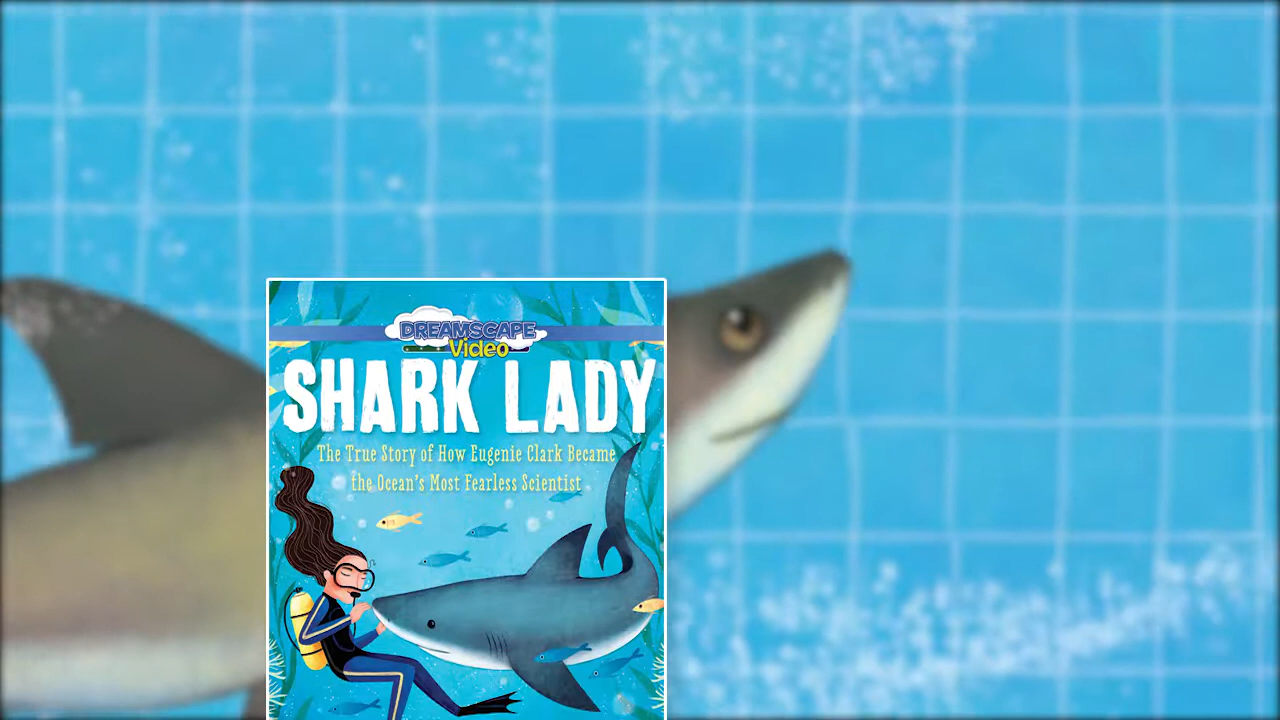 DREAMSCAPE
Video
SHARK LADY
The True Story of How Eugenie Clark Became
the Ocean's Most Fearless Scientist